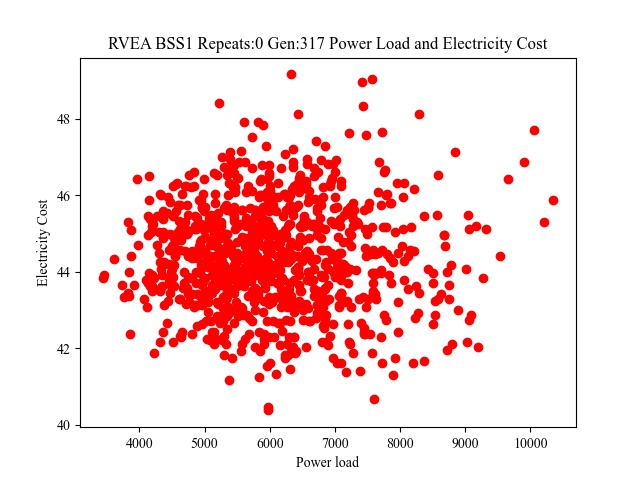 RVEA BSS1 Repeats:0 Gen:317 Power Load and Electricity Cost
48
46
44
42
40
Electricity Cost
4000 5000 6000 7000 8000 9000 10000
Power load